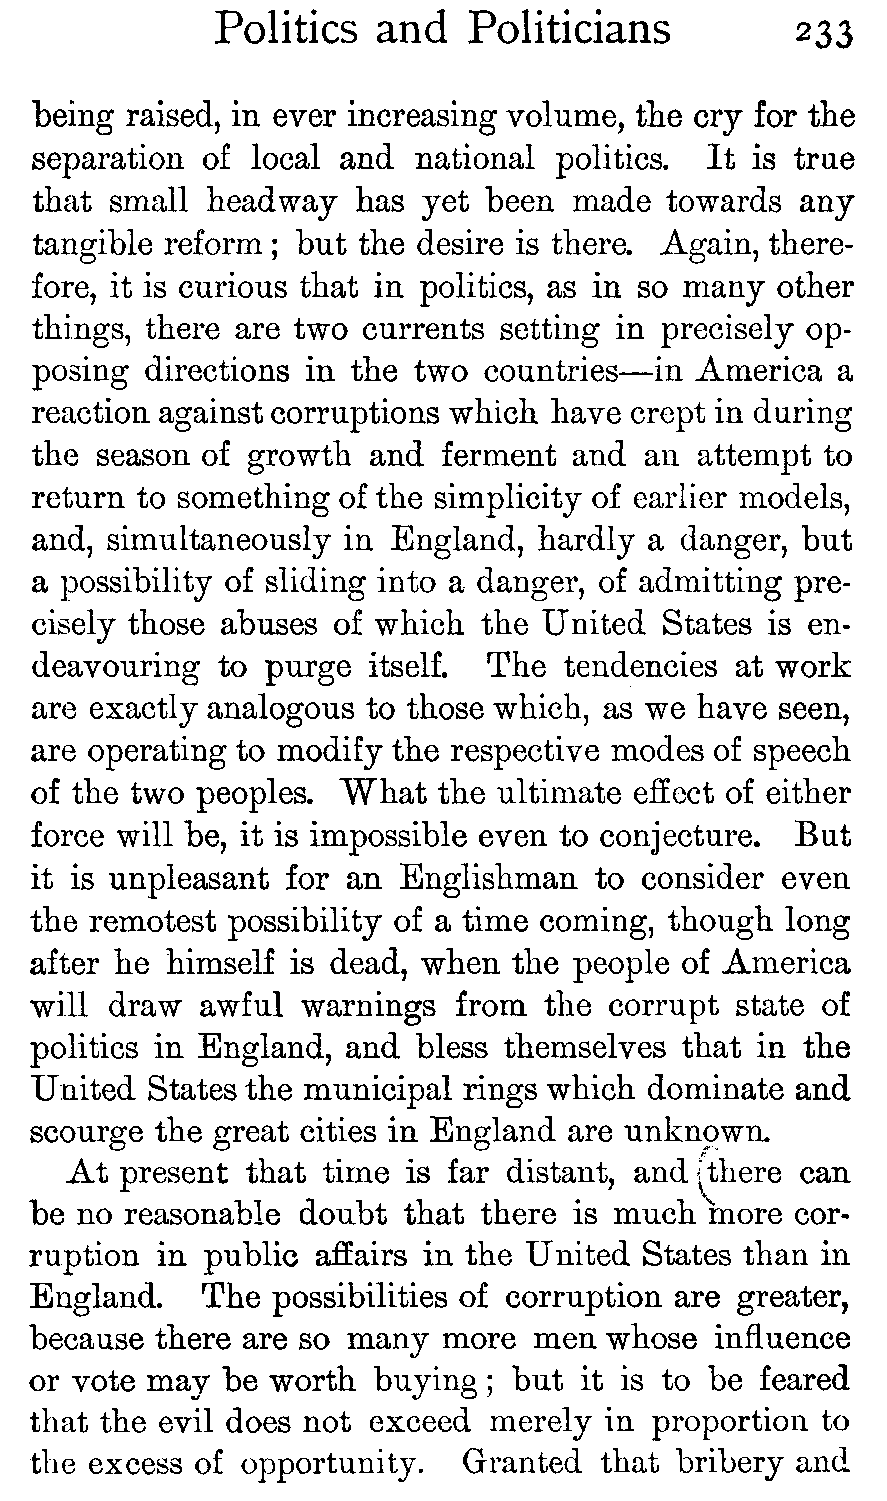 Politics and Politicians 233
being raised, in ever increasing volume, the cry for the
separation of local and national politics. It is true
that small headway has yet been made towards any
tangible reform ; but the desire is there. Again, there-
fore, it is curious that in politics, as in so many other
things, there are two currents setting in precisely op-
posing directions in the two countries—in America a
reaction against corruptions which have crept in during
the season of growth and ferment and an attempt to
return to something of the simplicity of earlier models,
and, simultaneously in England, hardly a danger, but
a possibility of sliding into a danger, of admitting pre-
cisely those abuses of which the United States is en-
deavouring to purge itself. The tendencies at work
are exactly analogous to those which, as we have seen,
are operating to modify the respective modes of speech
of the two peoples. What the ultimate effect of either
force will be, it is impossible even to conjecture. But
it is unpleasant for an Englishman to consider even
the remotest possibility of a time coming, though long
after he himself is dead, when the people of America
will draw awful warnings from the corrupt state of
politics in England, and bless themselves that in the
United States the municipal rings which dominate and
scourge the great cities in England are unknown.
At present that time is far distant, and there can
be no reasonable doubt that there is much more cor-
ruption in public affairs in the United States than in
England. The possibilities of corruption are greater,
because there are so many more men whose influence
or vote may be worth buying ; but it is to be feared
that the evil does not exceed merely in proportion to
the excess of opportunity. Granted that bribery and